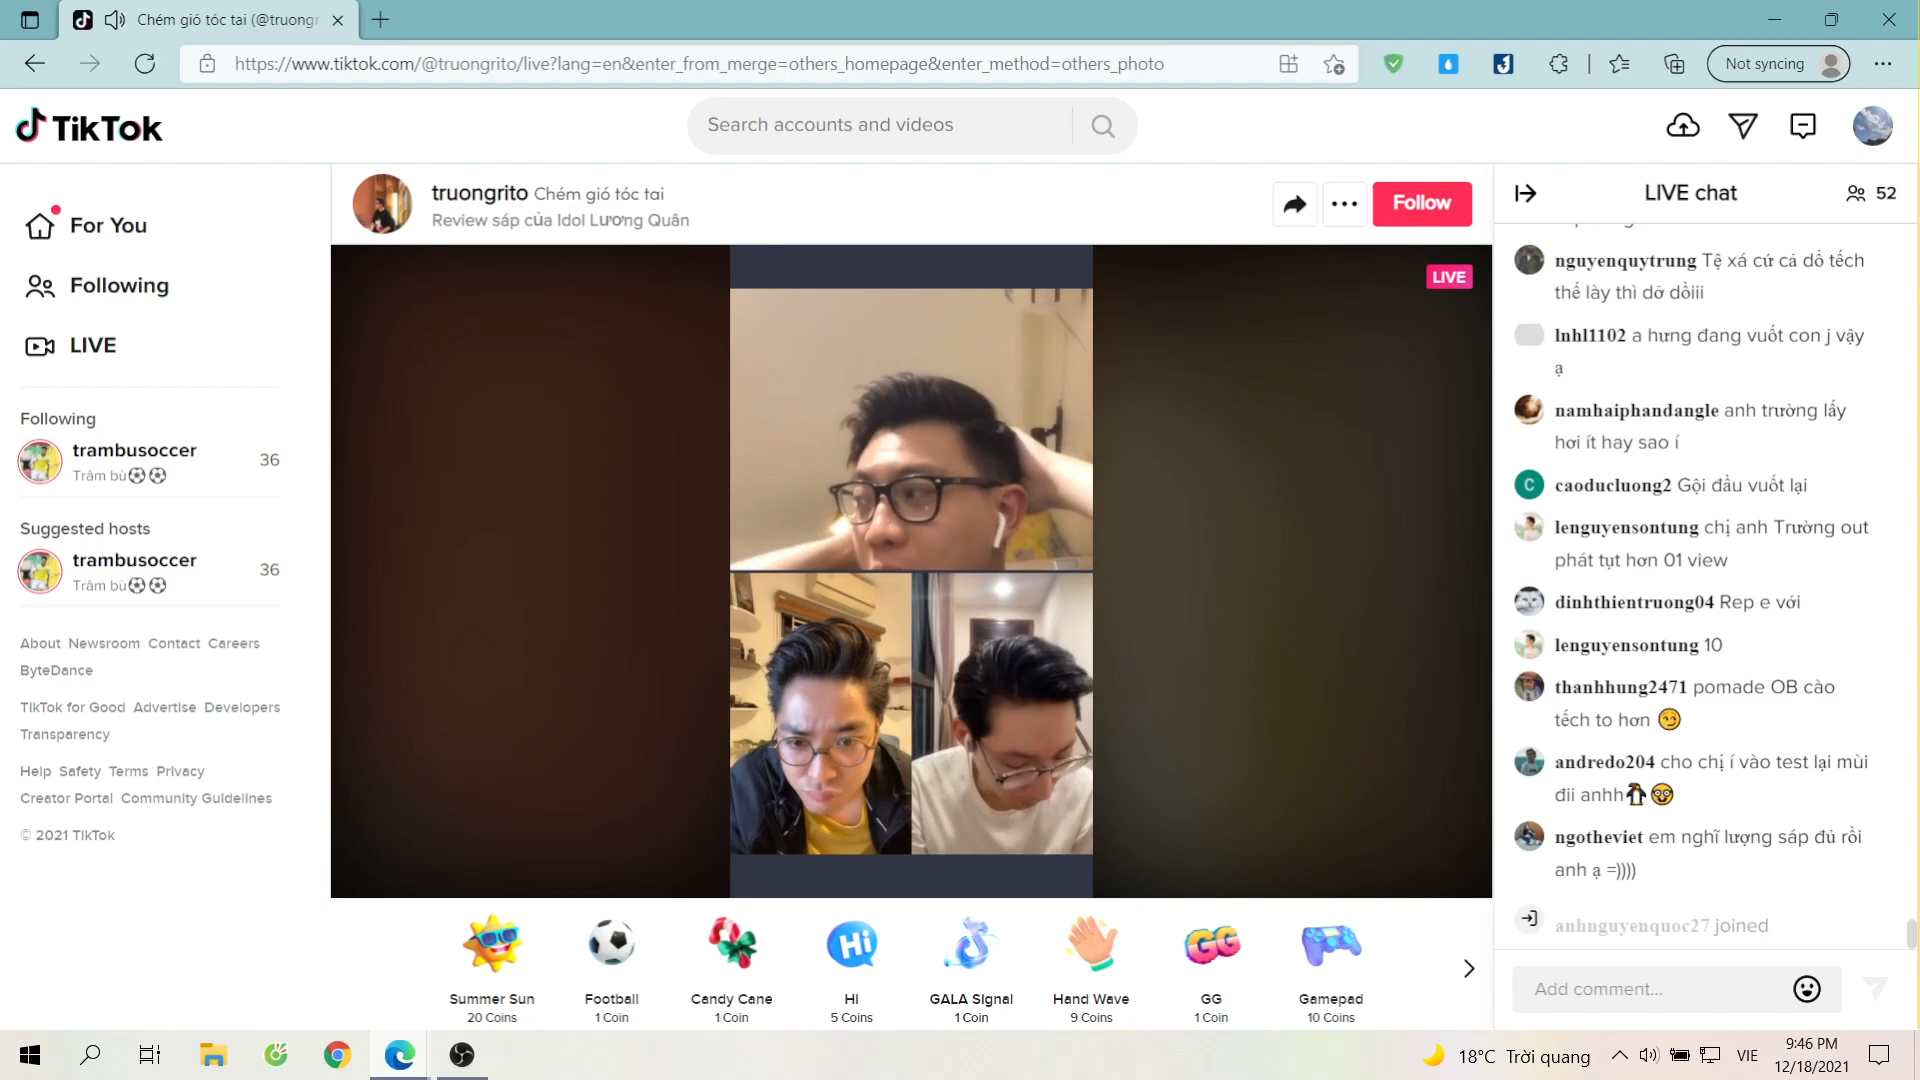 Chém gió tóc tai (@truongr
https://www.tiktok.com/@truongrito/live?lang=en&enter_from_merge=others_homepage&enter_method=others_photo
Not syncing
TikTok
Search accounts and videos
For You
Following
LIVE
Following
trambusoccer
36
Trâm bù⚽⚽
Suggested hosts
trambusoccer
36
Trâm bù⚽⚽
About Newsroom Contact Careers
ByteDance
TikTok for Good Advertise Developers
Transparency
Help Safety Terms Privacy
Creator Portal Community Guidelines
© 2021 TikTok
truongrito Chém gió tóc tai
Review sáp của Idol Lương Quân
Follow
LIVE
Summer Sun
20 Coins
Football
1 Coin
Candy Cane
1 Coin
Hi
HI
5 Coins
GALA Signal
1 Coin
Hand Wave
9 Coins
GG
GG
1 Coin
Gamepad
10 Coins
LIVE chat
52
nguyenquytrung Tệ xá cứ cả dồ tếch
thế lày thì dở dồiii
lnhl1102 a hưng đang vuốt con j vậy
ạ
namhaiphandangle anh trường lấy
hơi ít hay sao í
C
caoducluong2 Gội đầu vuốt lại
lenguyensontung chị anh Trường out
phát tụt hơn 01 view
dinhthientruong04 Rep e với
lenguyensontung 10
thanhhung2471 pomade OB cào
tếch to hơn 😏
andredo204 cho chị í vào test lại mùi
đii anhh🐧🤓
ngotheviet em nghĩ lượng sáp đủ rồi
anh ạ =))))
anhnguyenquoc27 joined
Add comment...
18°C Trời quang
VIE
9:46 PM
12/18/2021